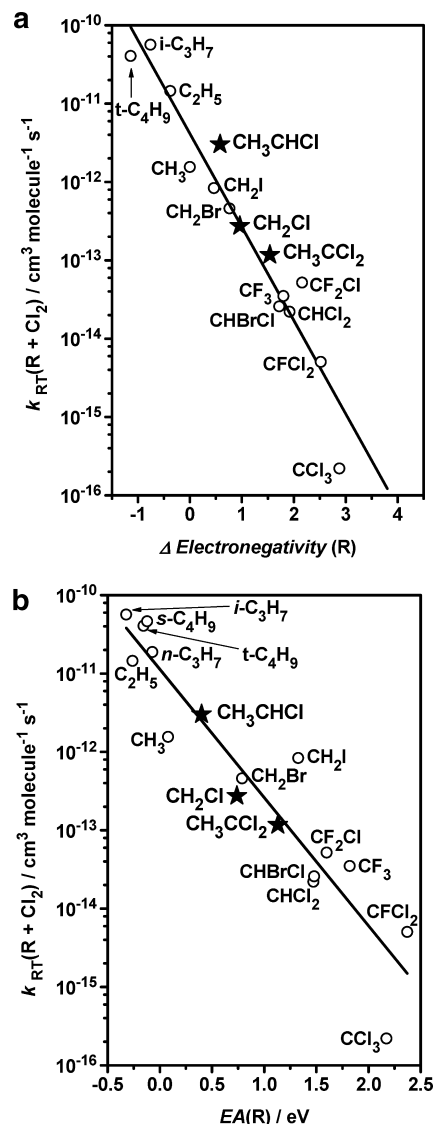 a
10⁻¹⁰
10⁻¹¹
10⁻¹²
10⁻¹³
10⁻¹⁴
10⁻¹⁵
10⁻¹⁶
k RT(R + Cl₂) / cm³ molecule⁻¹ s⁻¹
i-C₃H₇
t-C₄H₉
C₂H₅
CH₃CHCl
CH₃
CH₂I
CH₂Br
CH₂Cl
CH₃CCl₂
CF₃
CF₂Cl
CHBrCl
CHCl₂
CFCl₂
CCl₃
-1 0 1 2 3 4
Δ Electronegativity (R)
b
10⁻¹⁰
10⁻¹¹
10⁻¹²
10⁻¹³
10⁻¹⁴
10⁻¹⁵
10⁻¹⁶
k RT(R + Cl₂) / cm³ molecule⁻¹ s⁻¹
i-C₃H₇
s-C₄H₉
t-C₄H₉
n-C₃H₇
C₂H₅
CH₃CHCl
CH₃
CH₂I
CH₂Br
CH₂Cl
CH₃CCl₂
CF₂Cl
CF₃
CHBrCl
CHCl₂
CFCl₂
CCl₃
-0.5 0.0 0.5 1.0 1.5 2.0 2.5
EA(R) / eV